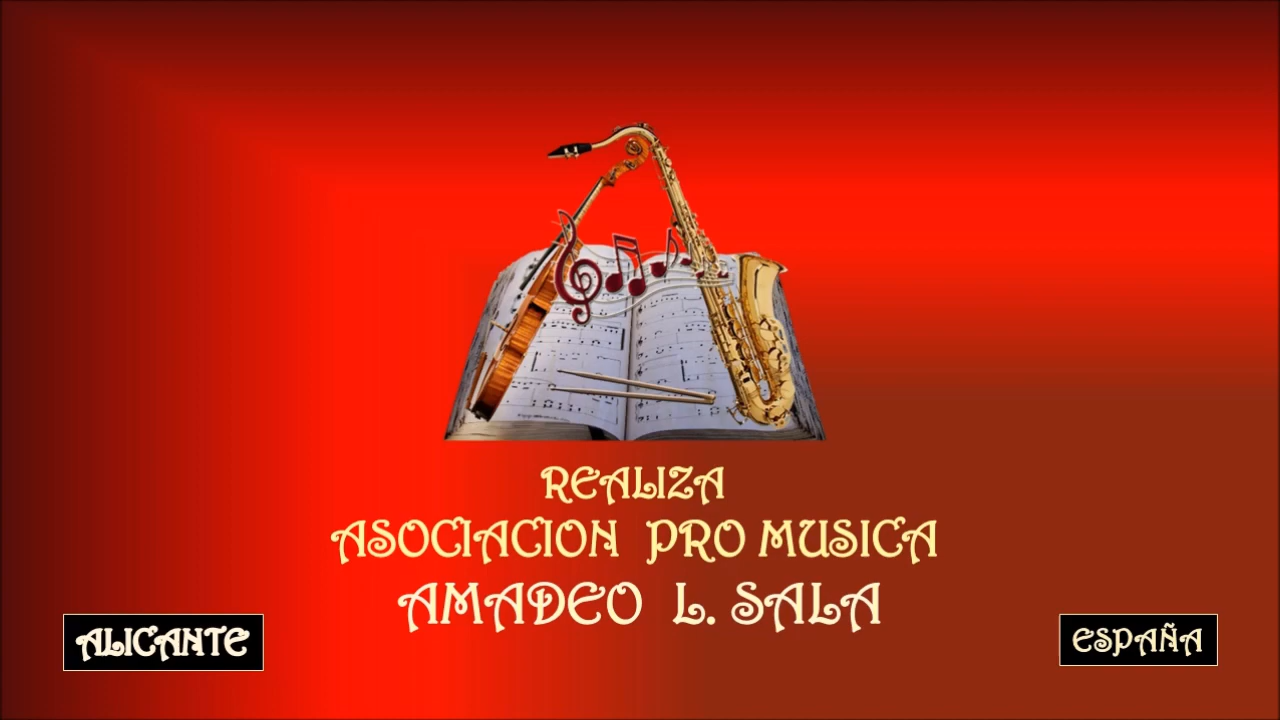 REALIZA
ASOCIACION PRO MUSICA
AMADEO L. SALA
ALICANTE
ESPAÑA